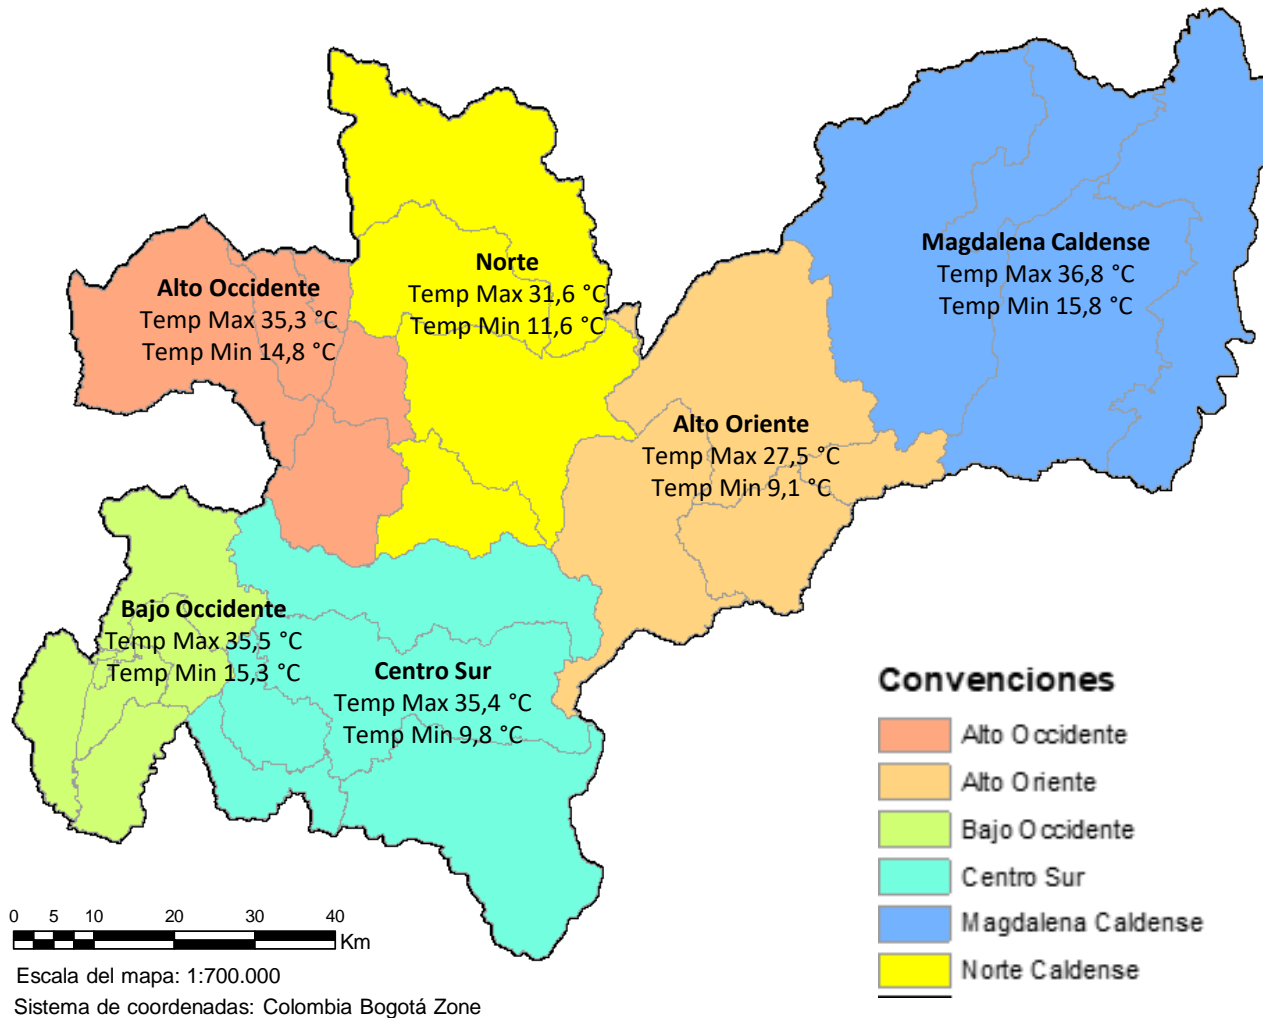 Magdalena Caldense
Temp Max 36,8 °C
Temp Min 15,8 °C
Norte
Temp Max 31,6 °C
Temp Min 11,6 °C
Alto Occidente
Temp Max 35,3 °C
Temp Min 14,8 °C
Alto Oriente
Temp Max 27,5 °C
Temp Min 9,1 °C
Bajo Occidente
Temp Max 35,5 °C
Temp Min 15,3 °C
Centro Sur
Temp Max 35,4 °C
Temp Min 9,8 °C
Convenciones
Alto Occidente
Alto Oriente
Bajo Occidente
Centro Sur
Magdalena Caldense
Norte Caldense
0 5 10 20 30 40
Km
Escala del mapa: 1:700.000
Sistema de coordenadas: Colombia Bogotá Zone